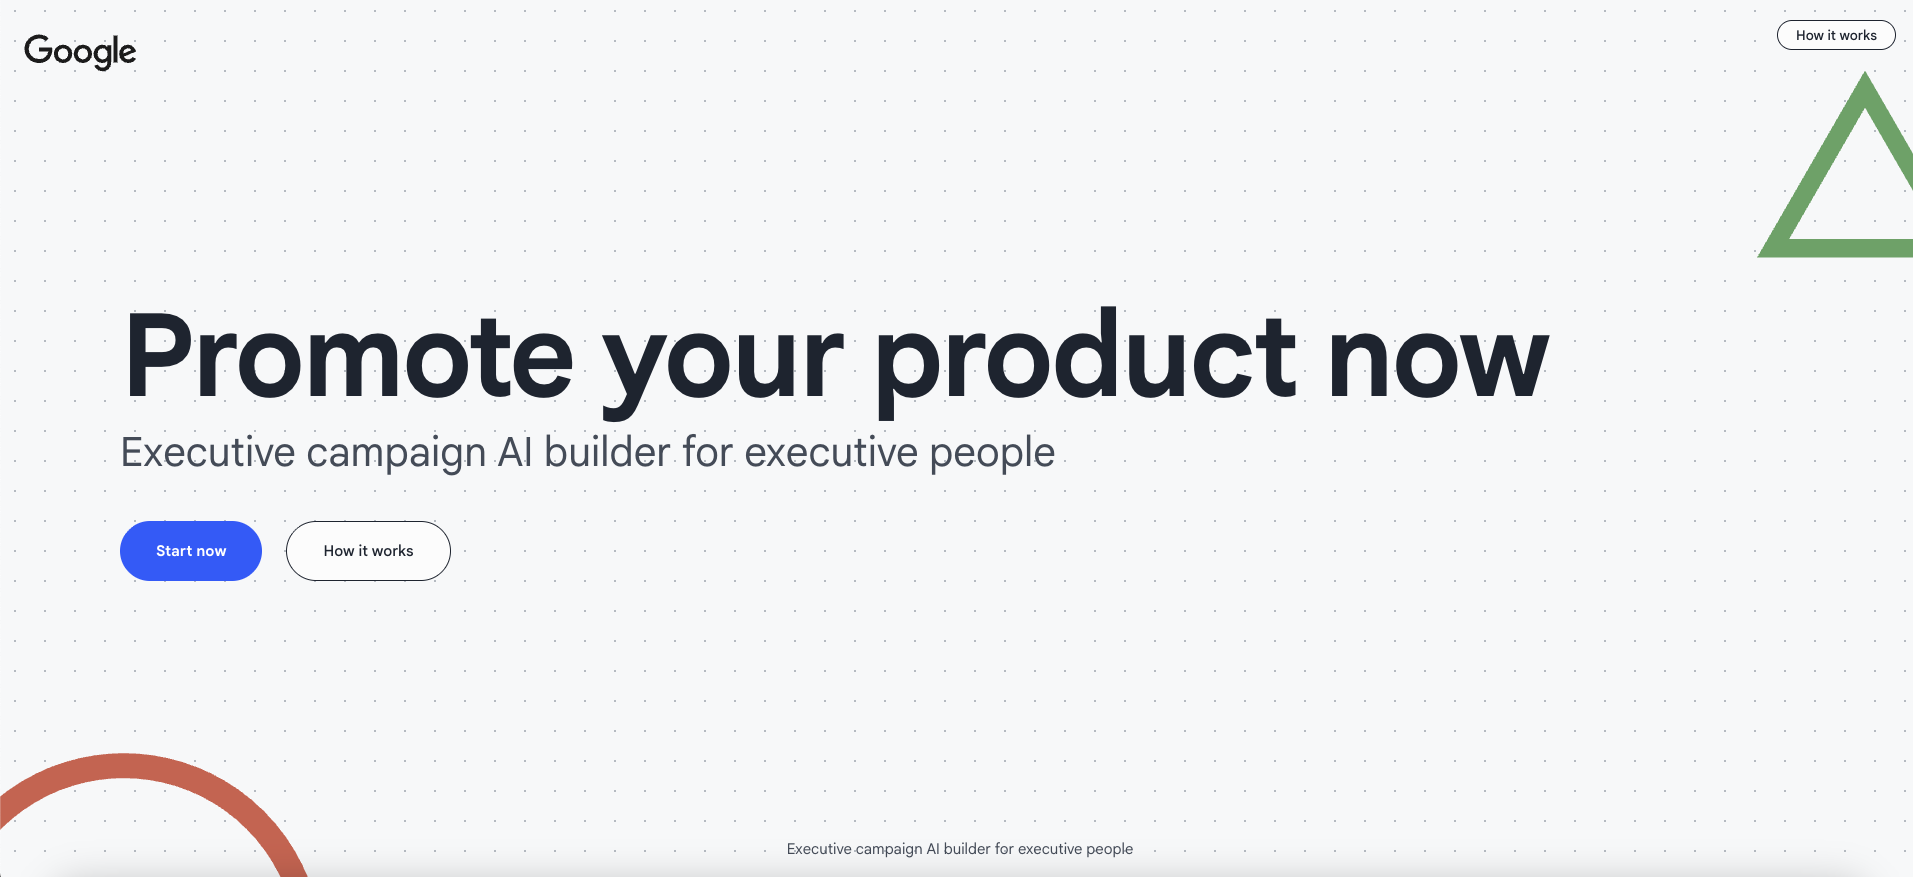 Google
How it works
Promote your product now
Executive campaign AI builder for executive people
Start now
How it works
Executive campaign AI builder for executive people